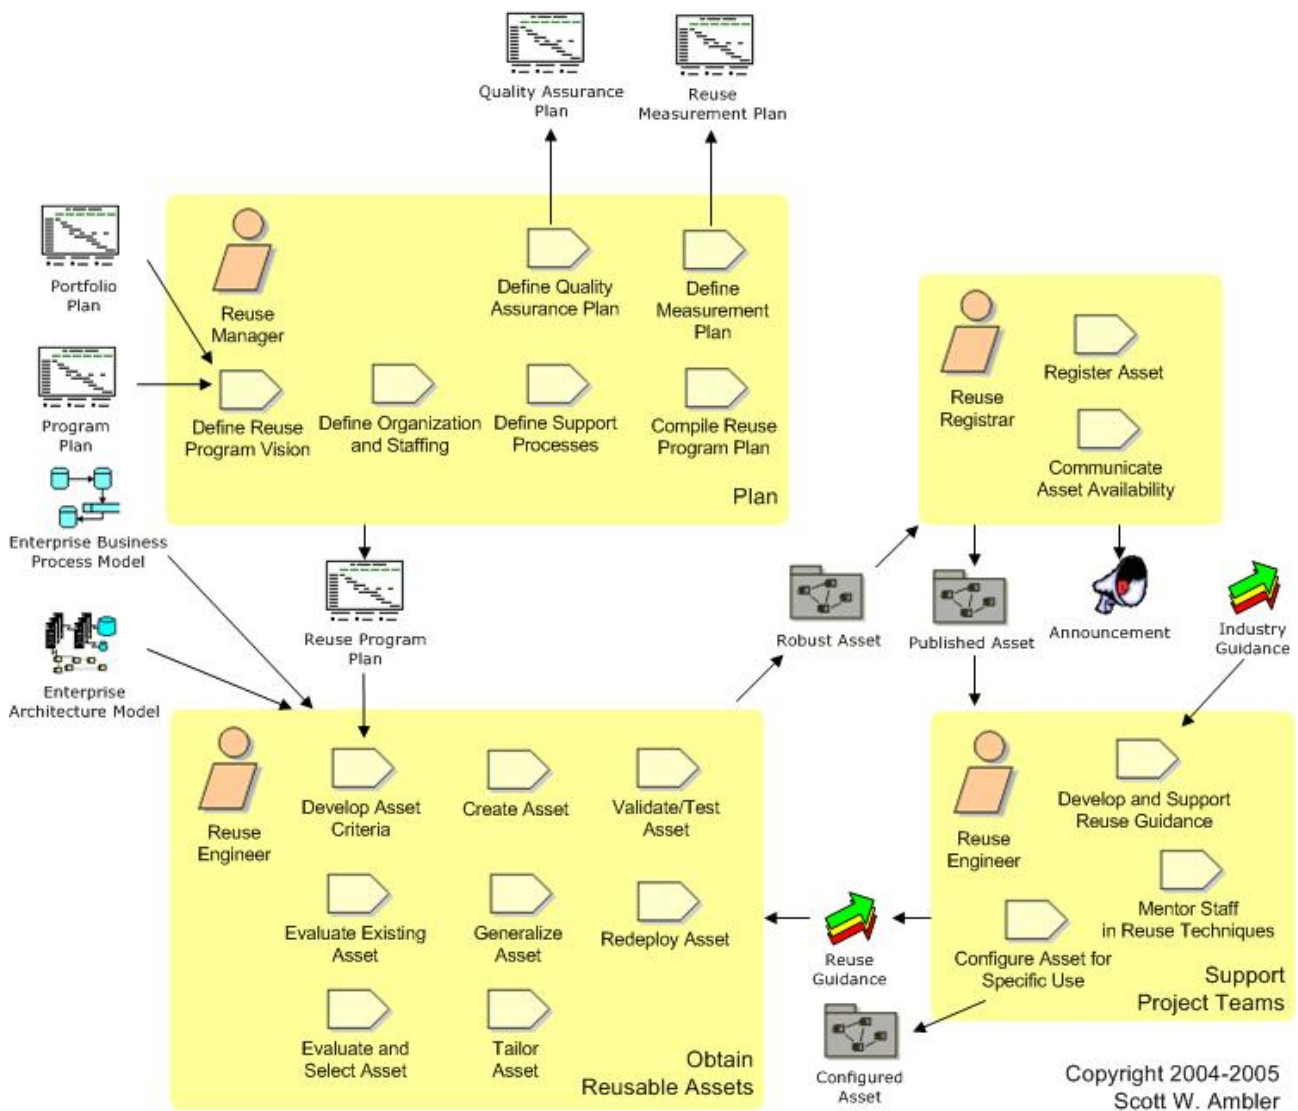 Quality Assurance
Plan
Reuse
Measurement Plan
Portfolio
Plan
Program
Plan
Enterprise Business
Process Model
Enterprise
Architecture Model
Reuse
Manager
Define Quality
Assurance Plan
Define
Measurement
Plan
Define Reuse
Program Vision
Define Organization
and Staffing
Define Support
Processes
Compile Reuse
Program Plan
Plan
Reuse
Registrar
Register Asset
Communicate
Asset Availability
Reuse Program
Plan
Robust Asset
Published Asset
Announcement
Industry
Guidance
Reuse
Engineer
Develop Asset
Criteria
Create Asset
Validate/Test
Asset
Evaluate Existing
Asset
Generalize
Asset
Redeploy Asset
Evaluate and
Select Asset
Tailor
Asset
Obtain
Reusable Assets
Reuse
Engineer
Develop and Support
Reuse Guidance
Mentor Staff
in Reuse Techniques
Configure Asset for
Specific Use
Support
Project Teams
Reuse
Guidance
Configured
Asset
Copyright 2004-2005
Scott W. Ambler